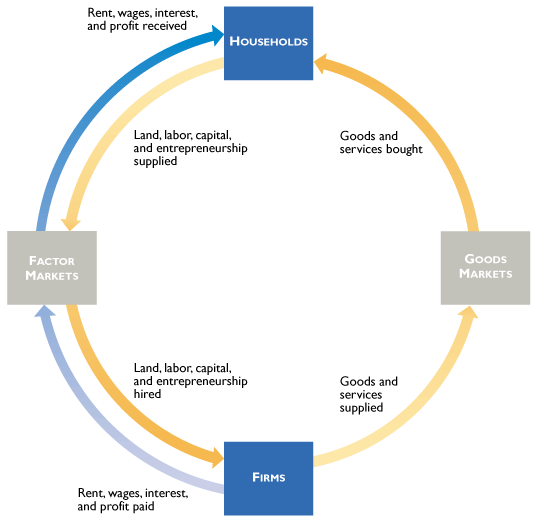 Rent, wages, interest,
and profit received
HOUSEHOLDS
Land, labor, capital,
and entrepreneurship
supplied
Goods and
services bought
FACTOR
MARKETS
GOODS
MARKETS
Land, labor, capital,
and entrepreneurship
hired
Goods and
services
supplied
FIRMS
Rent, wages, interest,
and profit paid